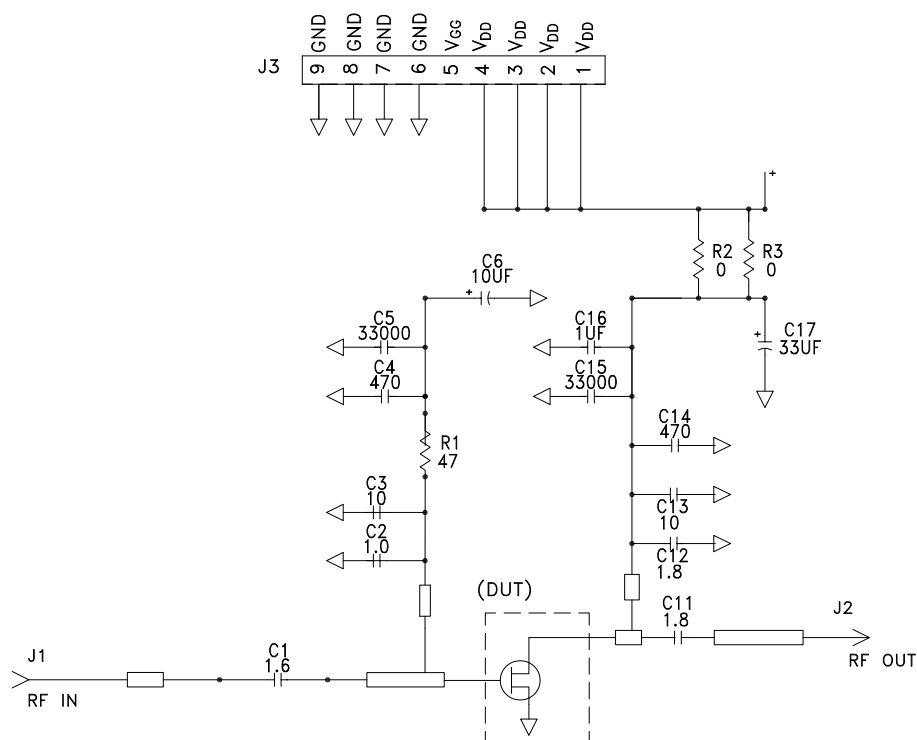 GND GND GND GND VGG VDD VDD VDD VDD
J3 9 8 7 6 5 4 3 2 1
+
R2
0
R3
0
C6
10UF
+
C5
33000
C4
470
C16
1UF
C15
33000
+
C17
33UF
C14
470
R1
47
C3
10
C2
1.0
C13
10
C12
1.8
(DUT)
C11
1.8
J2
RF OUT
J1
RF IN
C1
1.6